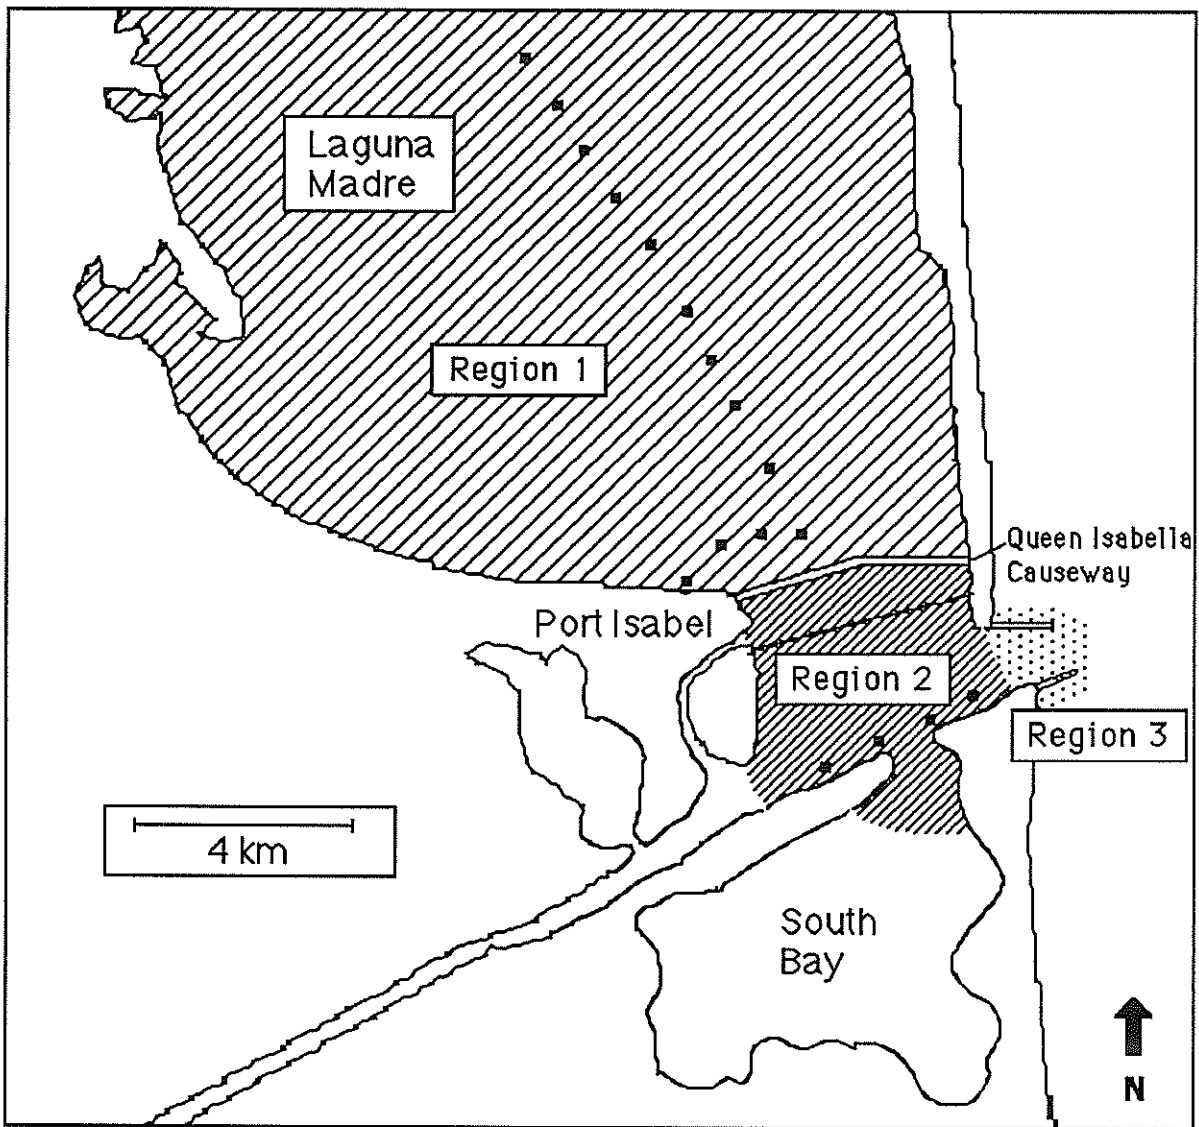 Laguna
Madre
Region 1
Queen Isabella
Causeway
Port Isabel
Region 2
Region 3
4 km
South
Bay
N